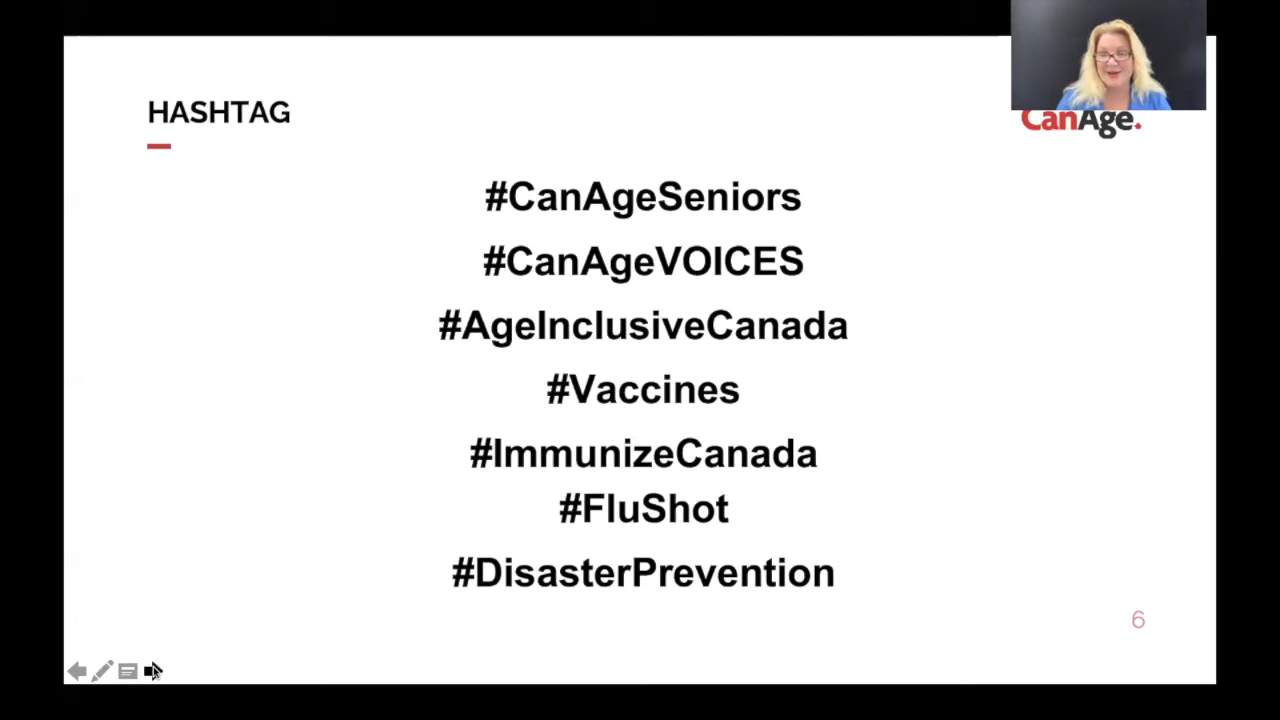 HASHTAG
CanAge.
#CanAgeSeniors
#CanAgeVOICES
#AgeInclusiveCanada
#Vaccines
#ImmunizeCanada
#FluShot
#DisasterPrevention
6